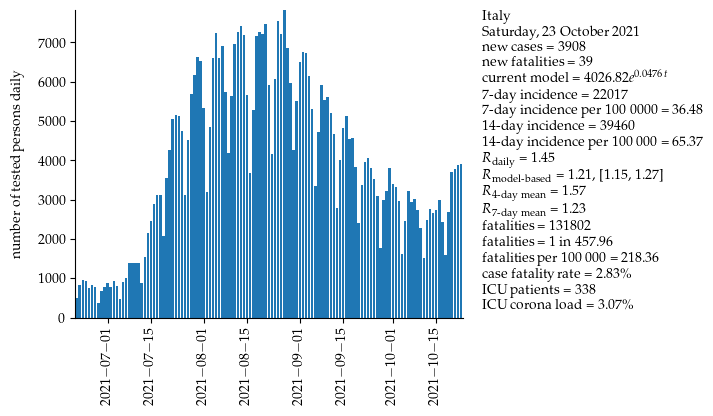 Italy
Saturday, 23 October 2021
new cases = 3908
new fatalities = 39
current model = 4026.82e^0.0476 t
7-day incidence = 22017
7-day incidence per 100 0000 = 36.48
14-day incidence = 39460
14-day incidence per 100 000 = 65.37
R_daily = 1.45
R_model-based = 1.21, [1.15, 1.27]
R_4-day mean = 1.57
R_7-day mean = 1.23
fatalities = 131802
fatalities = 1 in 457.96
fatalities per 100 000 = 218.36
case fatality rate = 2.83%
ICU patients = 338
ICU corona load = 3.07%
number of tested persons daily
7000
6000
5000
4000
3000
2000
1000
0
2021−07−01
2021−07−15
2021−08−01
2021−08−15
2021−09−01
2021−09−15
2021−10−01
2021−10−15